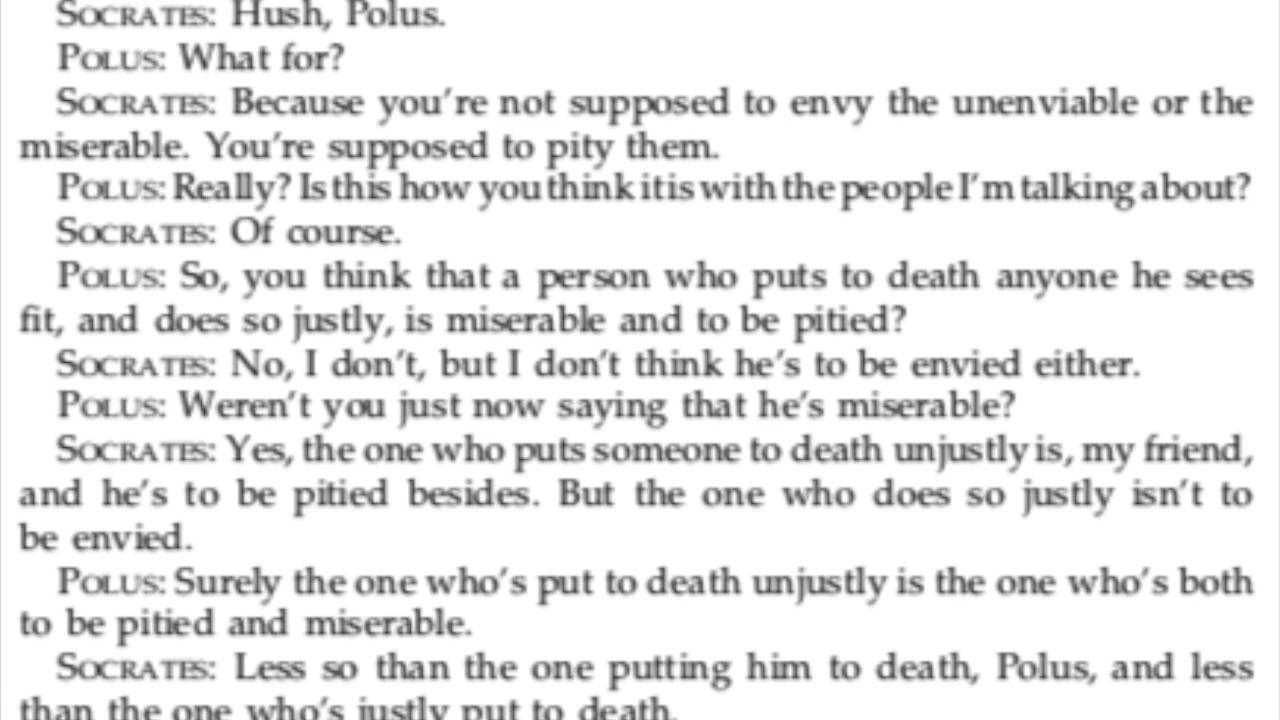 SOCRATES: Hush, Polus.
POLUS: What for?
SOCRATES: Because you're not supposed to envy the unenviable or the
miserable. You're supposed to pity them.
POLUS: Really? Is this how you think it is with the people I'm talking about?
SOCRATES: Of course.
POLUS: So, you think that a person who puts to death anyone he sees
fit, and does so justly, is miserable and to be pitied?
SOCRATES: No, I don't, but I don't think he's to be envied either.
POLUS: Weren't you just now saying that he's miserable?
SOCRATES: Yes, the one who puts someone to death unjustly is, my friend,
and he's to be pitied besides. But the one who does so justly isn't to
be envied.
POLUS: Surely the one who's put to death unjustly is the one who's both
to be pitied and miserable.
SOCRATES: Less so than the one putting him to death, Polus, and less
than the one who's justly put to death.